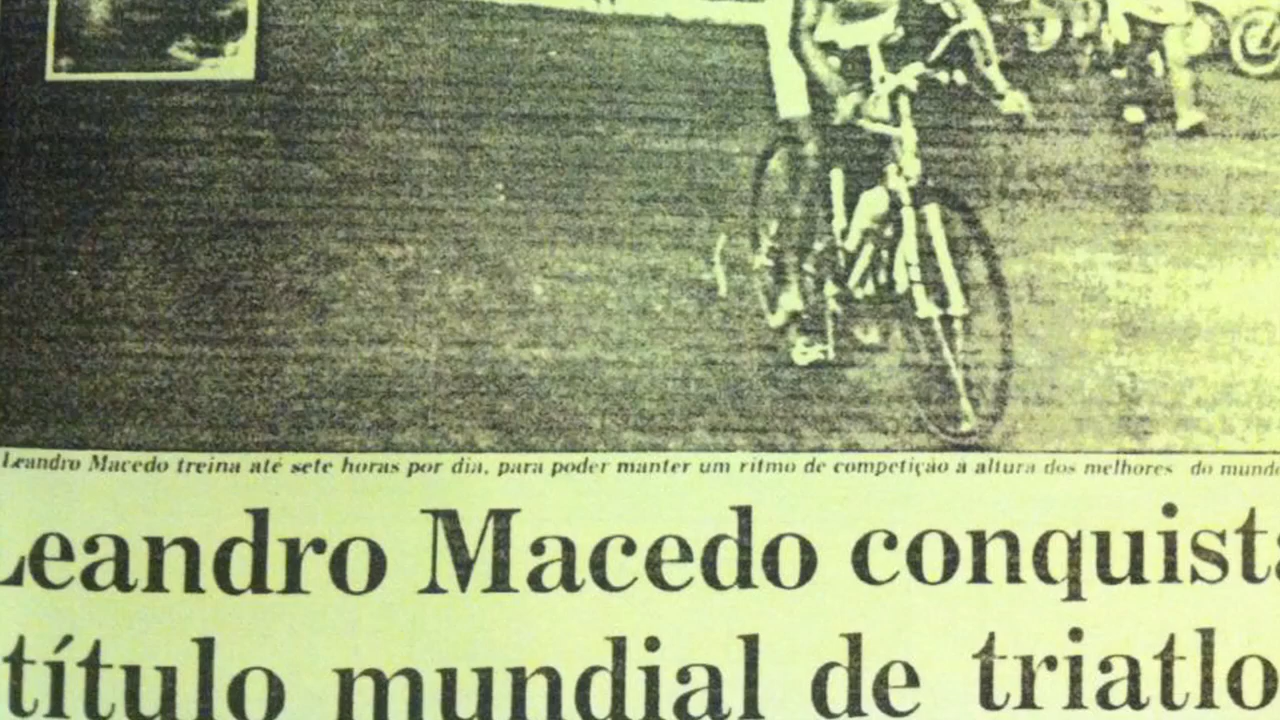 Leandro Macedo treina até sete horas por dia, para poder manter um ritmo de competição a altura dos melhores do mundo
Leandro Macedo conquista
título mundial de triatlo